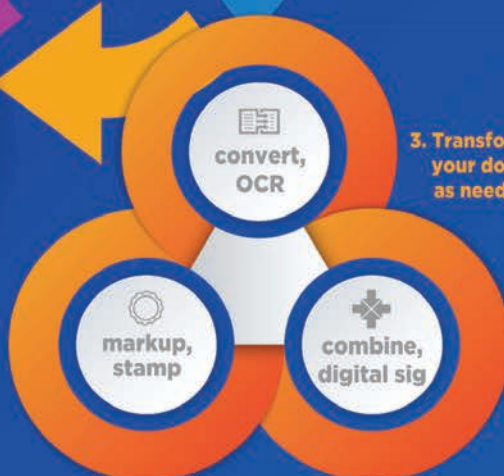 convert,
OCR
3. Transfo
your do
as need
markup,
stamp
combine,
digital sig